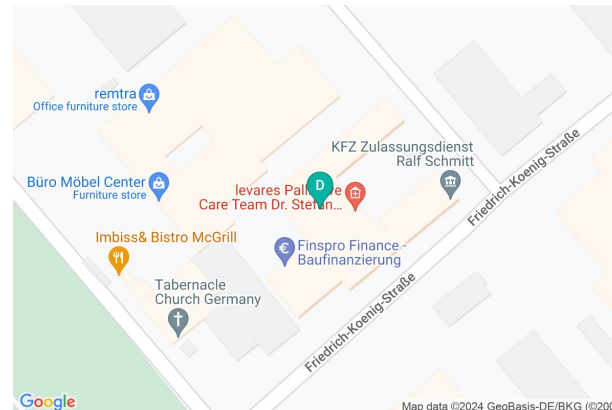 remtra
Office furniture store
KFZ Zulassungsdienst
Ralf Schmitt
Büro Möbel Center
Furniture store
D
levares Palliative
Care Team Dr. Stefan...
Friedrich-Koenig-Straße
Imbiss& Bistro McGrill
Finspro Finance -
Baufinanzierung
Tabernacle
Church Germany
Friedrich-Koenig-Straße
Google
Map data ©2024 GeoBasis-DE/BKG (©200